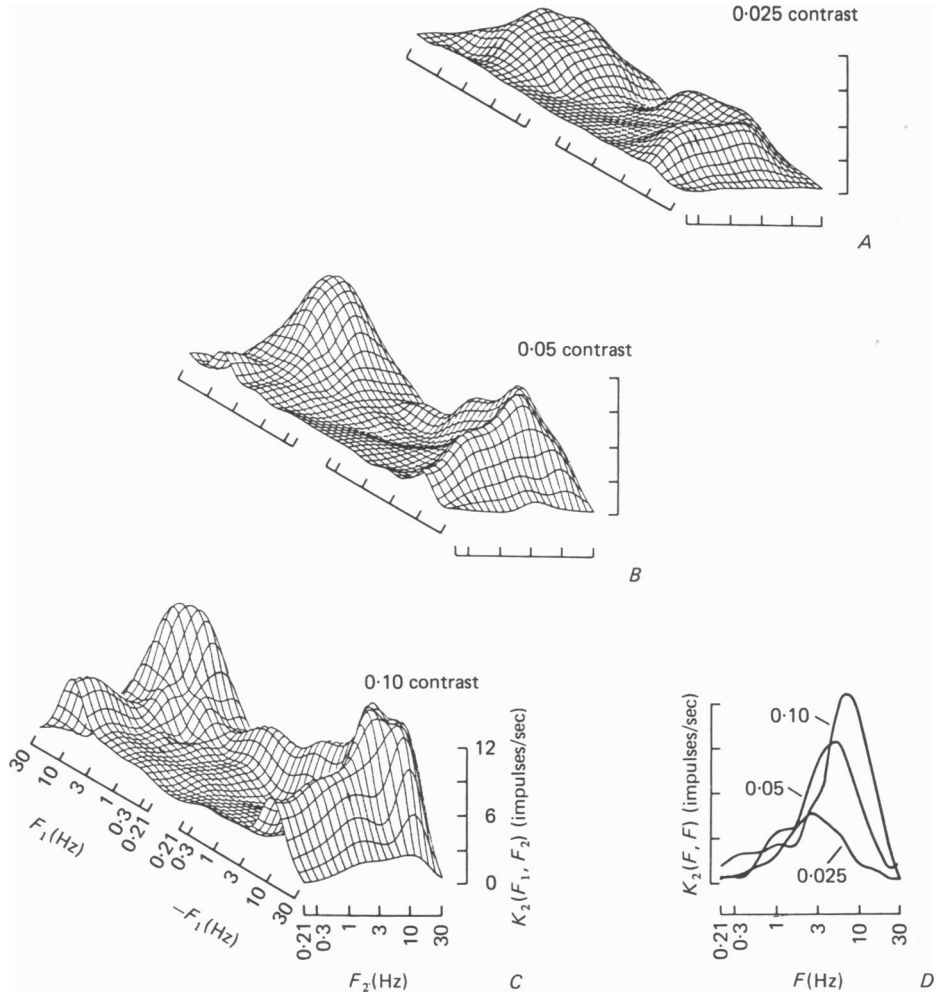 0·025 contrast
A
0·05 contrast
B
0·10 contrast
30
10
3
1
0·3
0·21
F₁(Hz)
0·21
0·3
1
3
10
30
−F₁(Hz)
0·21
0·3
1
3
10
30
F₂(Hz)
12
6
0
K₂(F₁, F₂) (impulses/sec)
C
K₂(F, F) (impulses/sec)
0·10
0·05
0·025
0·21
0·3
1
3
10
30
F(Hz)
D